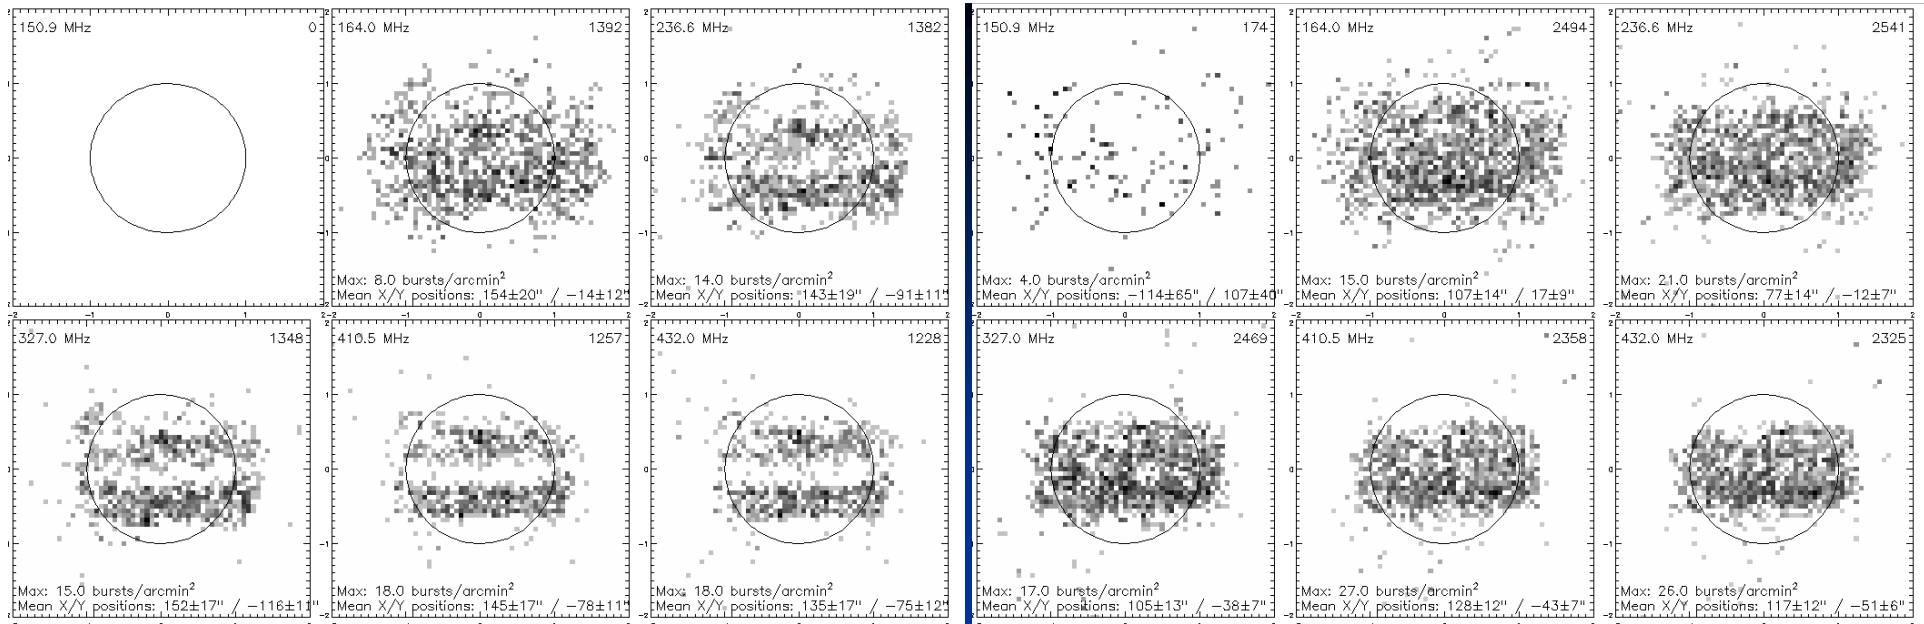 150.9 MHz 0
164.0 MHz 1392
236.6 MHz 1382
150.9 MHz 174
164.0 MHz 2494
236.6 MHz 2541
Max: 8.0 bursts/arcmin²
Mean X/Y positions: 154±20" / −14±12"
Max: 14.0 bursts/arcmin²
Mean X/Y positions: 143±19" / −91±11"
Max: 4.0 bursts/arcmin²
Mean X/Y positions: −114±65" / 107±40"
Max: 15.0 bursts/arcmin²
Mean X/Y positions: 107±14" / 17±9"
Max: 21.0 bursts/arcmin²
Mean X/Y positions: 77±14" / −12±7"
−2 −1 0 1 2
327.0 MHz 1348
410.5 MHz 1257
432.0 MHz 1228
327.0 MHz 2469
410.5 MHz 2358
432.0 MHz 2325
Max: 15.0 bursts/arcmin²
Mean X/Y positions: 152±17" / −116±11"
Max: 18.0 bursts/arcmin²
Mean X/Y positions: 145±17" / −78±11"
Max: 18.0 bursts/arcmin²
Mean X/Y positions: 135±17" / −75±12"
Max: 17.0 bursts/arcmin²
Mean X/Y positions: 105±13" / −38±7"
Max: 27.0 bursts/arcmin²
Mean X/Y positions: 128±12" / −43±7"
Max: 26.0 bursts/arcmin²
Mean X/Y positions: 117±12" / −51±6"